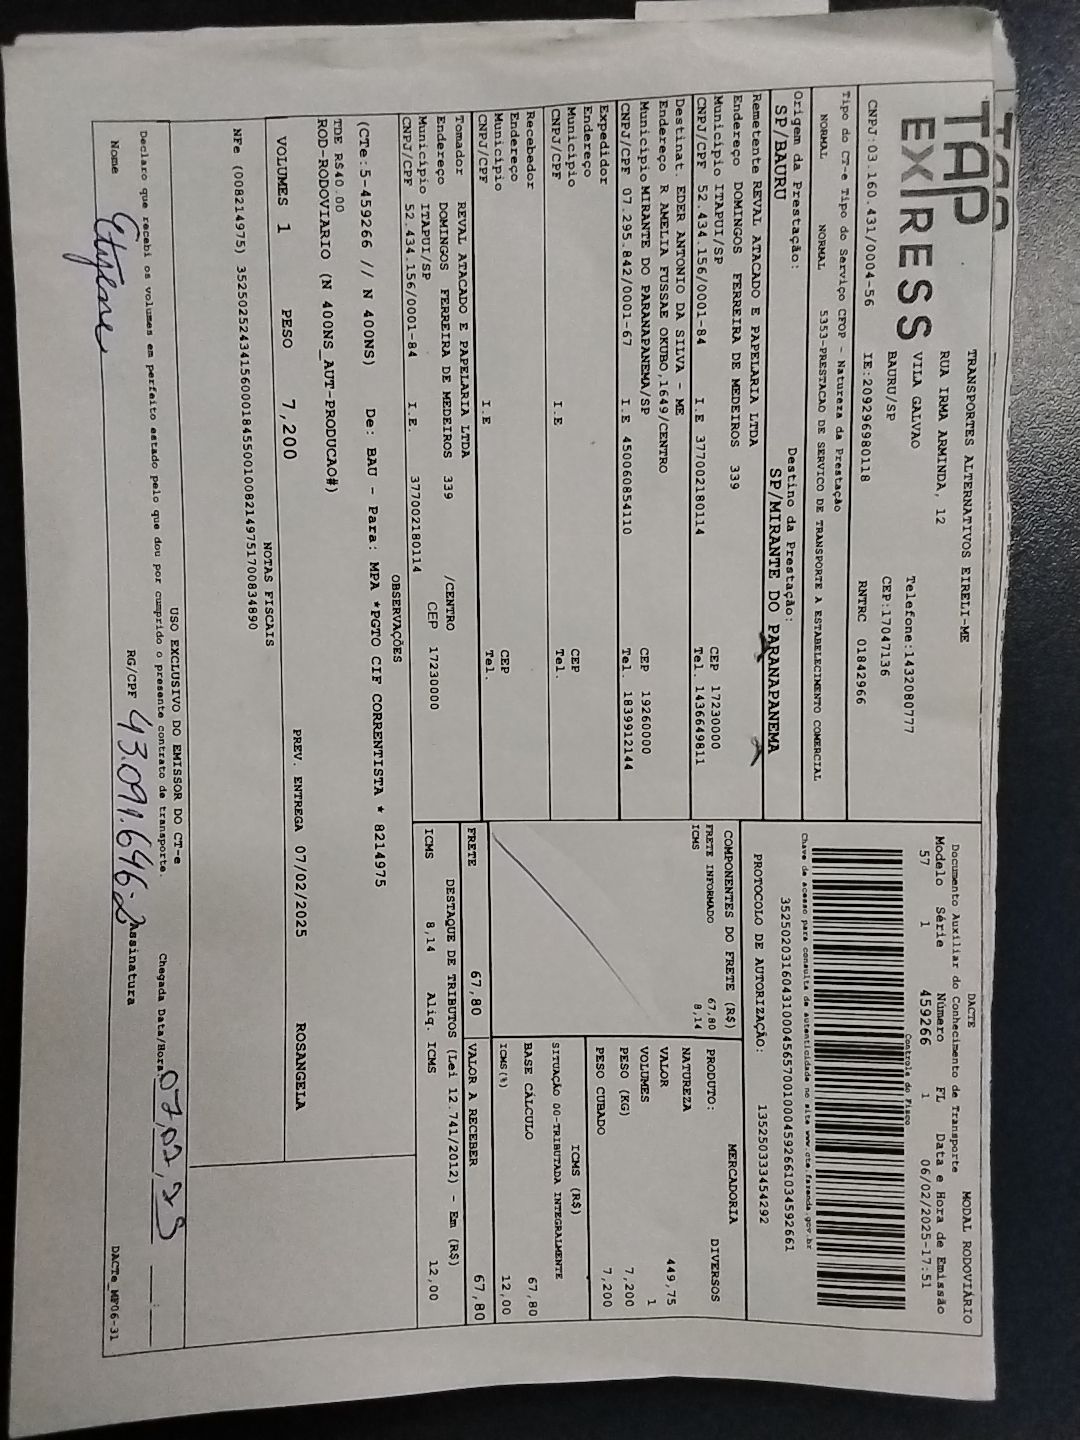 TAP
EXPRESS
TRANSPORTES ALTERNATIVOS EIRELI-ME
RUA IRMA ARMINDA, 12
Telefone:1432080777
VILA GALVAO
CEP:17047136
BAURU/SP
CNPJ:03.160.431/0004-56 IE:209296980118 RNTRC 01842966
Tipo do CT-e Tipo do Serviço CFOP - Natureza da Prestação
NORMAL NORMAL 5353-PRESTACAO DE SERVICO DE TRANSPORTE A ESTABELECIMENTO COMERCIAL
Origem da Prestação: Destino da Prestação:
SP/BAURU SP/MIRANTE DO PARANAPANEMA
Remetente REVAL ATACADO E PAPELARIA LTDA
Endereço DOMINGOS FERREIRA DE MEDEIROS 339
Município ITAPUI/SP CEP 17230000
CNPJ/CPF 52.434.156/0001-84 I.E 377002180114 Tel. 1436649811
Destinat. EDER ANTONIO DA SILVA - ME
Endereço R AMELIA FUSSAE OKUBO,1649/CENTRO
Município MIRANTE DO PARANAPANEMA/SP CEP 19260000
CNPJ/CPF 07.295.842/0001-67 I.E 450060854110 Tel. 1839912144
Expedidor
Endereço
Município CEP
CNPJ/CPF I.E Tel.
Recebedor
Endereço
Município CEP
CNPJ/CPF I.E Tel.
Tomador REVAL ATACADO E PAPELARIA LTDA
Endereço DOMINGOS FERREIRA DE MEDEIROS 339 /CENTRO
Município ITAPUI/SP CEP 17230000
CNPJ/CPF 52.434.156/0001-84 I.E. 377002180114
DACTE MODAL RODOVIÁRIO
Documento Auxiliar do Conhecimento de Transporte
Modelo Série Número FL Data e Hora de Emissão
57 1 459266 1 06/02/2025-17:51
Controle do Fisco
Chave de acesso para consulta de autenticidade no site www.cte.fazenda.gov.br
35250203160431000456570010004592661034592661
PROTOCOLO DE AUTORIZAÇÃO: 135250333454292
COMPONENTES DO FRETE (R$)
FRETE INFORMADO 67,80
ICMS 8,14
PRODUTO: MERCADORIA
NATUREZA DIVERSOS
VALOR 449,75
VOLUMES 1
PESO (KG) 7,200
PESO CUBADO 7,200
ICMS (R$)
SITUAÇÃO 00-TRIBUTADA INTEGRALMENTE
BASE CÁLCULO 67,80
ICMS(%) 12,00
FRETE 67,80 VALOR A RECEBER 67,80
DESTAQUE DE TRIBUTOS (Lei 12.741/2012) - Em (R$)
ICMS 8,14 Aliq. ICMS 12,00
OBSERVAÇÕES
(CTe:5-459266 // N 400NS) De: BAU - Para: MPA *PGTO CIF CORRENTISTA * 8214975
TDE R$40.00
ROD-RODOVIARIO (N 400NS_AUT-PRODUCAO#)
VOLUMES 1 PESO 7,200 PREV. ENTREGA 07/02/2025 ROSANGELA
NOTAS FISCAIS
NFe (008214975) 35250252434156000184550010082149751700834890
USO EXCLUSIVO DO EMISSOR DO CT-e
Declaro que recebi os volumes em perfeito estado pelo que dou por cumprido o presente contrato de transporte. Chegada Data/Hora 07,02,25
Nome RG/CPF 43.091.646-2 Assinatura
DACTe_MP06-31